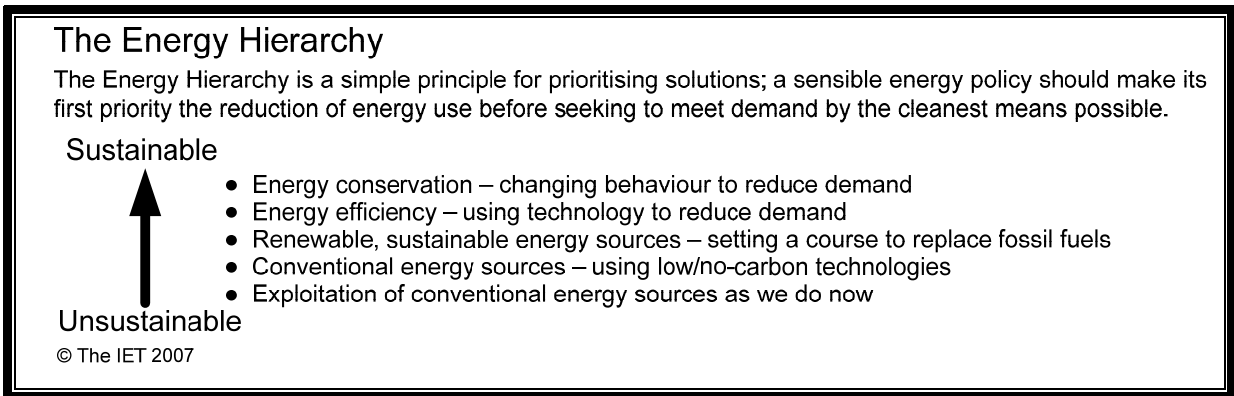 The Energy Hierarchy
The Energy Hierarchy is a simple principle for prioritising solutions; a sensible energy policy should make its
first priority the reduction of energy use before seeking to meet demand by the cleanest means possible.
Sustainable
● Energy conservation – changing behaviour to reduce demand
● Energy efficiency – using technology to reduce demand
● Renewable, sustainable energy sources – setting a course to replace fossil fuels
● Conventional energy sources – using low/no-carbon technologies
● Exploitation of conventional energy sources as we do now
Unsustainable
© The IET 2007